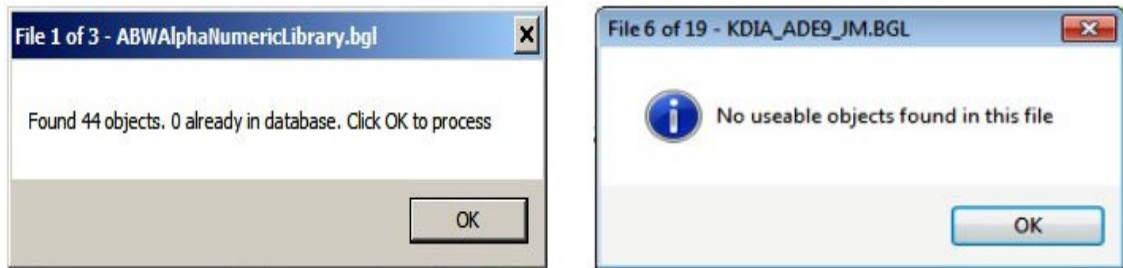 File 1 of 3 - ABWAlphaNumericLibrary.bgl
Found 44 objects. 0 already in database. Click OK to process
OK
File 6 of 19 - KDIA_ADE9_JM.BGL
No useable objects found in this file
OK